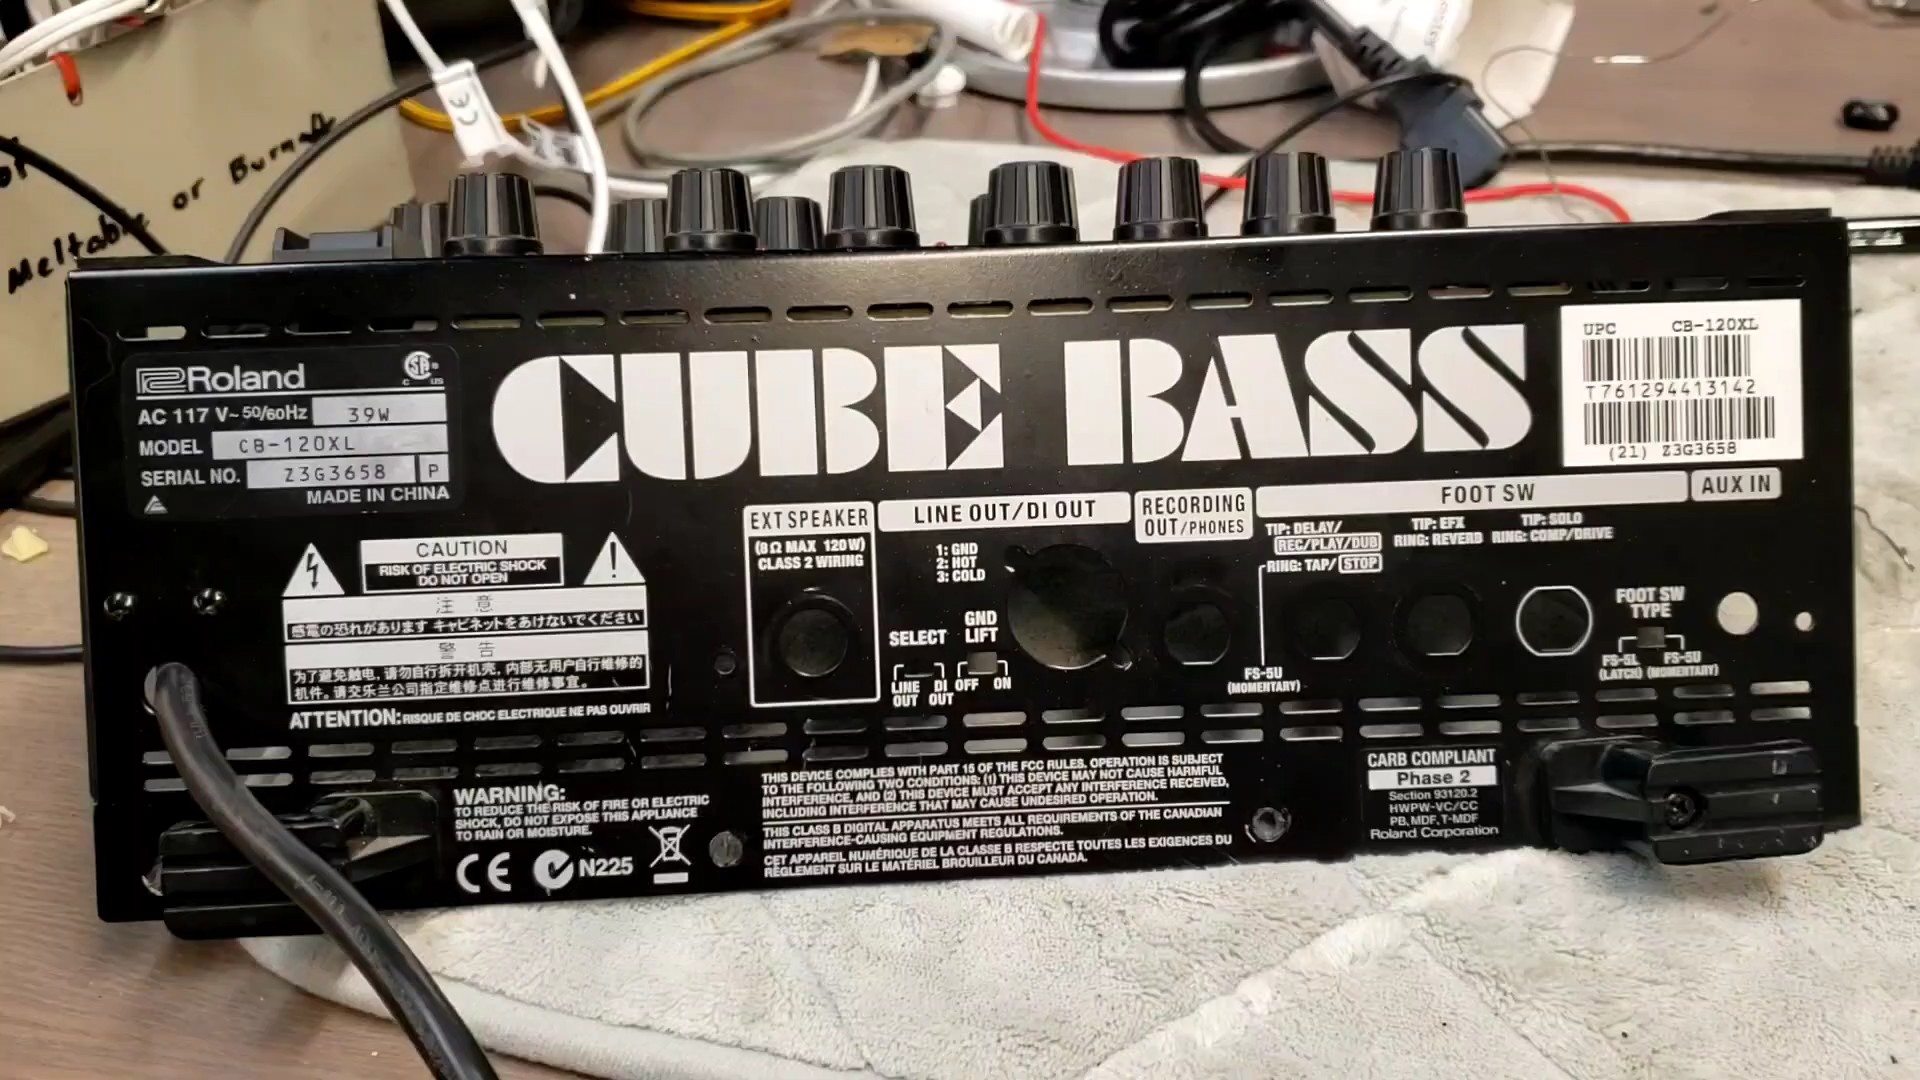 Meltable or Burnable
CE
Roland
AC 117 V~ 50/60Hz 39W
MODEL CB-120XL
SERIAL NO. Z3G3658 P
MADE IN CHINA
CUBE BASS
UPC CB-120XL
T761294413142
(21) Z3G3658
CAUTION
RISK OF ELECTRIC SHOCK
DO NOT OPEN
注 意
感電の恐れがあります キャビネットをあけないでください
警 告
为了避免触电, 请勿自行拆开机壳, 内部无用户自行维修的
机件。请交乐兰公司指定维修点进行维修事宜。
ATTENTION: RISQUE DE CHOC ELECTRIQUE NE PAS OUVRIR
EXT SPEAKER
(8Ω MAX 120W)
CLASS 2 WIRING
LINE OUT/DI OUT
1: GND
2: HOT
3: COLD
SELECT
LINE OUT DI OUT
GND LIFT
OFF ON
RECORDING
OUT/PHONES
FOOT SW
TIP: DELAY/
REC/PLAY/DUB
RING: TAP/ STOP
FS-5U
(MOMENTARY)
TIP: EFX
RING: REVERB
TIP: SOLO
RING: COMP/DRIVE
FOOT SW
TYPE
FS-5L FS-5U
(LATCH) (MOMENTARY)
AUX IN
WARNING:
TO REDUCE THE RISK OF FIRE OR ELECTRIC
SHOCK, DO NOT EXPOSE THIS APPLIANCE
TO RAIN OR MOISTURE.
CE N225
THIS DEVICE COMPLIES WITH PART 15 OF THE FCC RULES. OPERATION IS SUBJECT
TO THE FOLLOWING TWO CONDITIONS: (1) THIS DEVICE MAY NOT CAUSE HARMFUL
INTERFERENCE, AND (2) THIS DEVICE MUST ACCEPT ANY INTERFERENCE RECEIVED,
INCLUDING INTERFERENCE THAT MAY CAUSE UNDESIRED OPERATION.
THIS CLASS B DIGITAL APPARATUS MEETS ALL REQUIREMENTS OF THE CANADIAN
INTERFERENCE-CAUSING EQUIPMENT REGULATIONS.
CET APPAREIL NUMÉRIQUE DE LA CLASSE B RESPECTE TOUTES LES EXIGENCES DU
RÈGLEMENT SUR LE MATÉRIEL BROUILLEUR DU CANADA.
CARB COMPLIANT
Phase 2
Section 93120.2
HWPW-VC/CC
PB, MDF, T-MDF
Roland Corporation